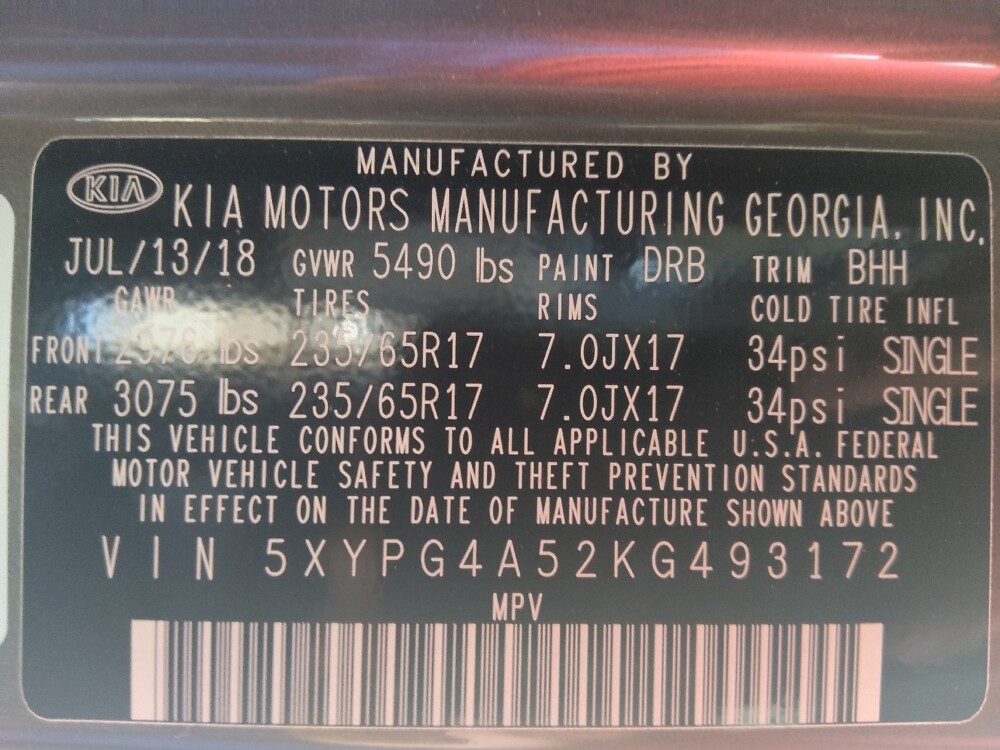 MANUFACTURED BY
KIA KIA MOTORS MANUFACTURING GEORGIA, INC.
JUL/13/18 GVWR 5490 lbs PAINT DRB TRIM BHH
GAWR TIRES RIMS COLD TIRE INFL
FRONT 2976 lbs 235/65R17 7.0JX17 34psi SINGLE
REAR 3075 lbs 235/65R17 7.0JX17 34psi SINGLE
THIS VEHICLE CONFORMS TO ALL APPLICABLE U.S.A. FEDERAL
MOTOR VEHICLE SAFETY AND THEFT PREVENTION STANDARDS
IN EFFECT ON THE DATE OF MANUFACTURE SHOWN ABOVE
VIN 5XYPG4A52KG493172
MPV